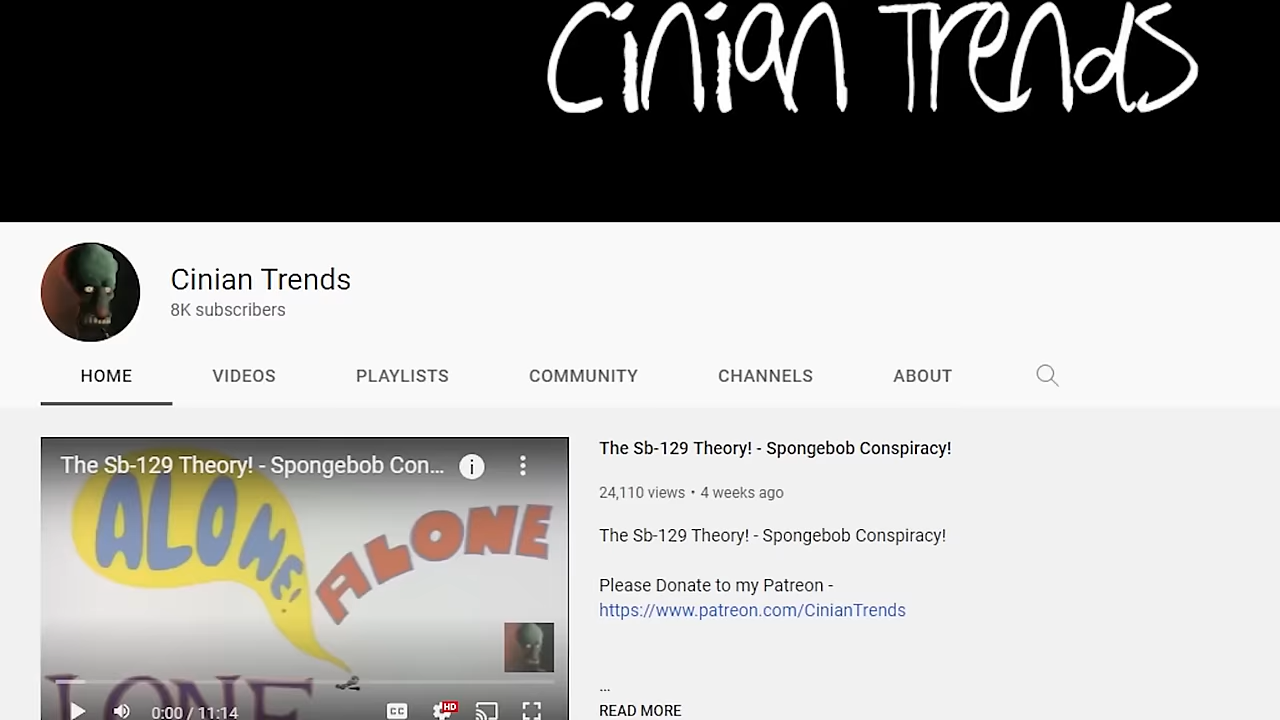 Cinian Trends
Cinian Trends
8K subscribers
HOME VIDEOS PLAYLISTS COMMUNITY CHANNELS ABOUT
The Sb-129 Theory! - Spongebob Con...
ALONE! ALONE
LONE
0:00 / 11:14 CC HD
The Sb-129 Theory! - Spongebob Conspiracy!
24,110 views • 4 weeks ago
The Sb-129 Theory! - Spongebob Conspiracy!
Please Donate to my Patreon -
https://www.patreon.com/CinianTrends
...
READ MORE